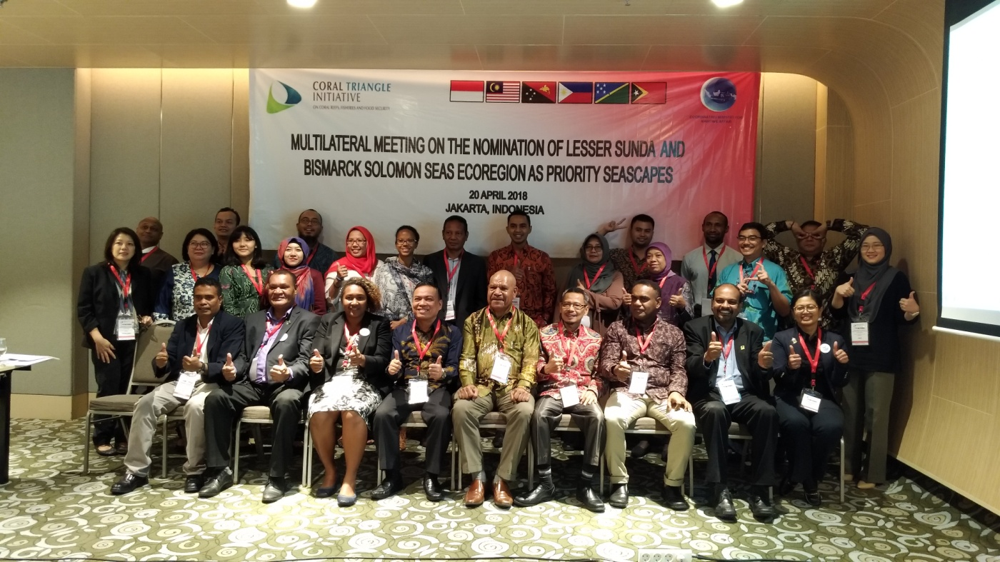 CORAL TRIANGLE
INITIATIVE
ON CORAL REEFS, FISHERIES AND FOOD SECURITY
MULTILATERAL MEETING ON THE NOMINATION OF LESSER SUNDA AND
BISMARCK SOLOMON SEAS ECOREGION AS PRIORITY SEASCAPES
20 APRIL 2018
JAKARTA, INDONESIA